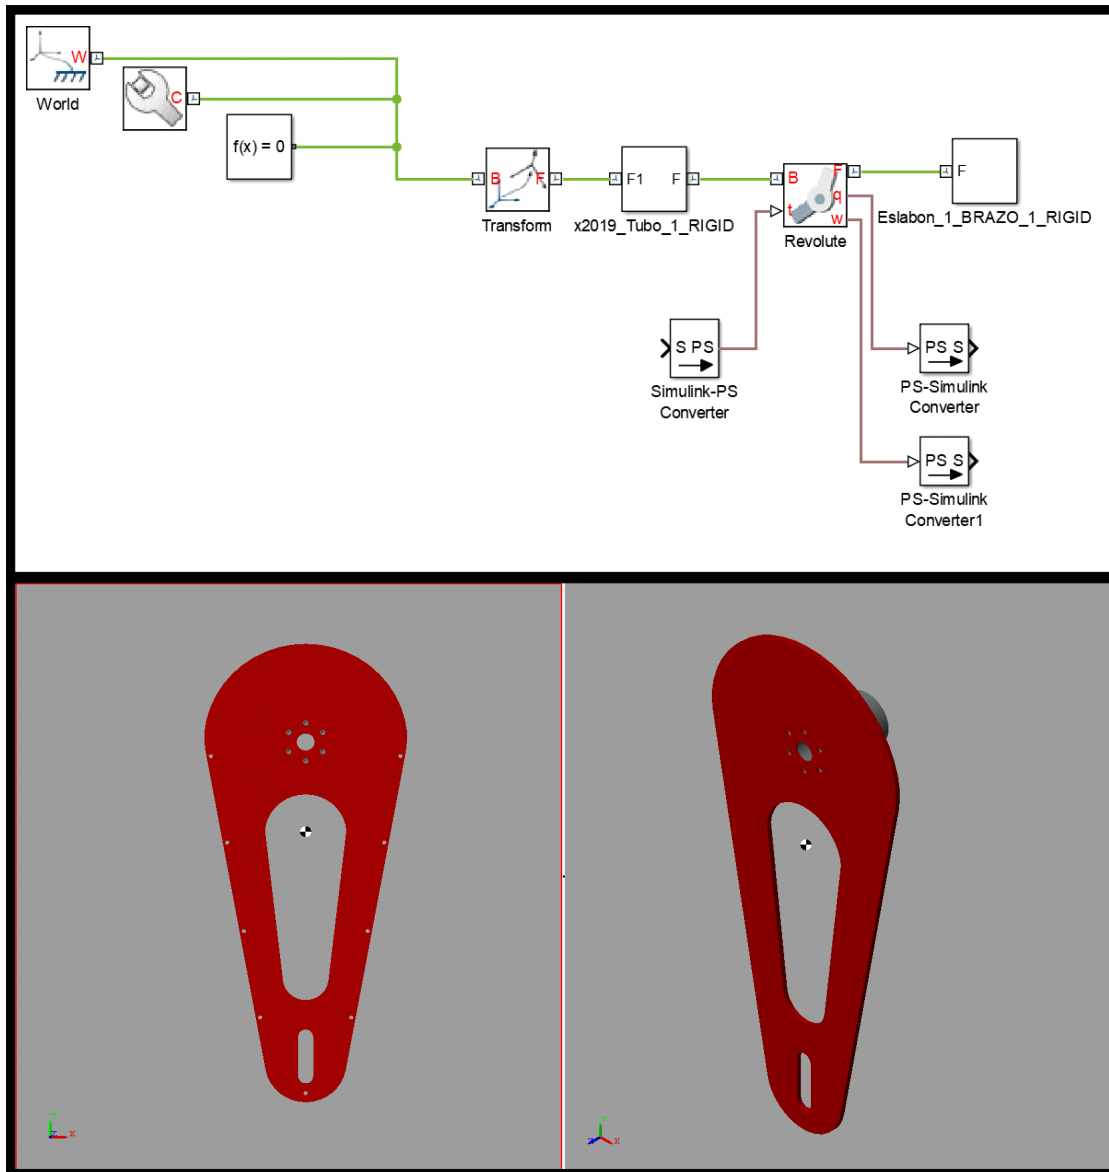 W
World
C
f(x) = 0
B
F
Transform
F1
F
x2019_Tubo_1_RIGID
B
F
q
t
w
Revolute
F
Eslabon_1_BRAZO_1_RIGID
S PS
Simulink-PS
Converter
PS S
PS-Simulink
Converter
PS S
PS-Simulink
Converter1
Y
X
Y
Z
X